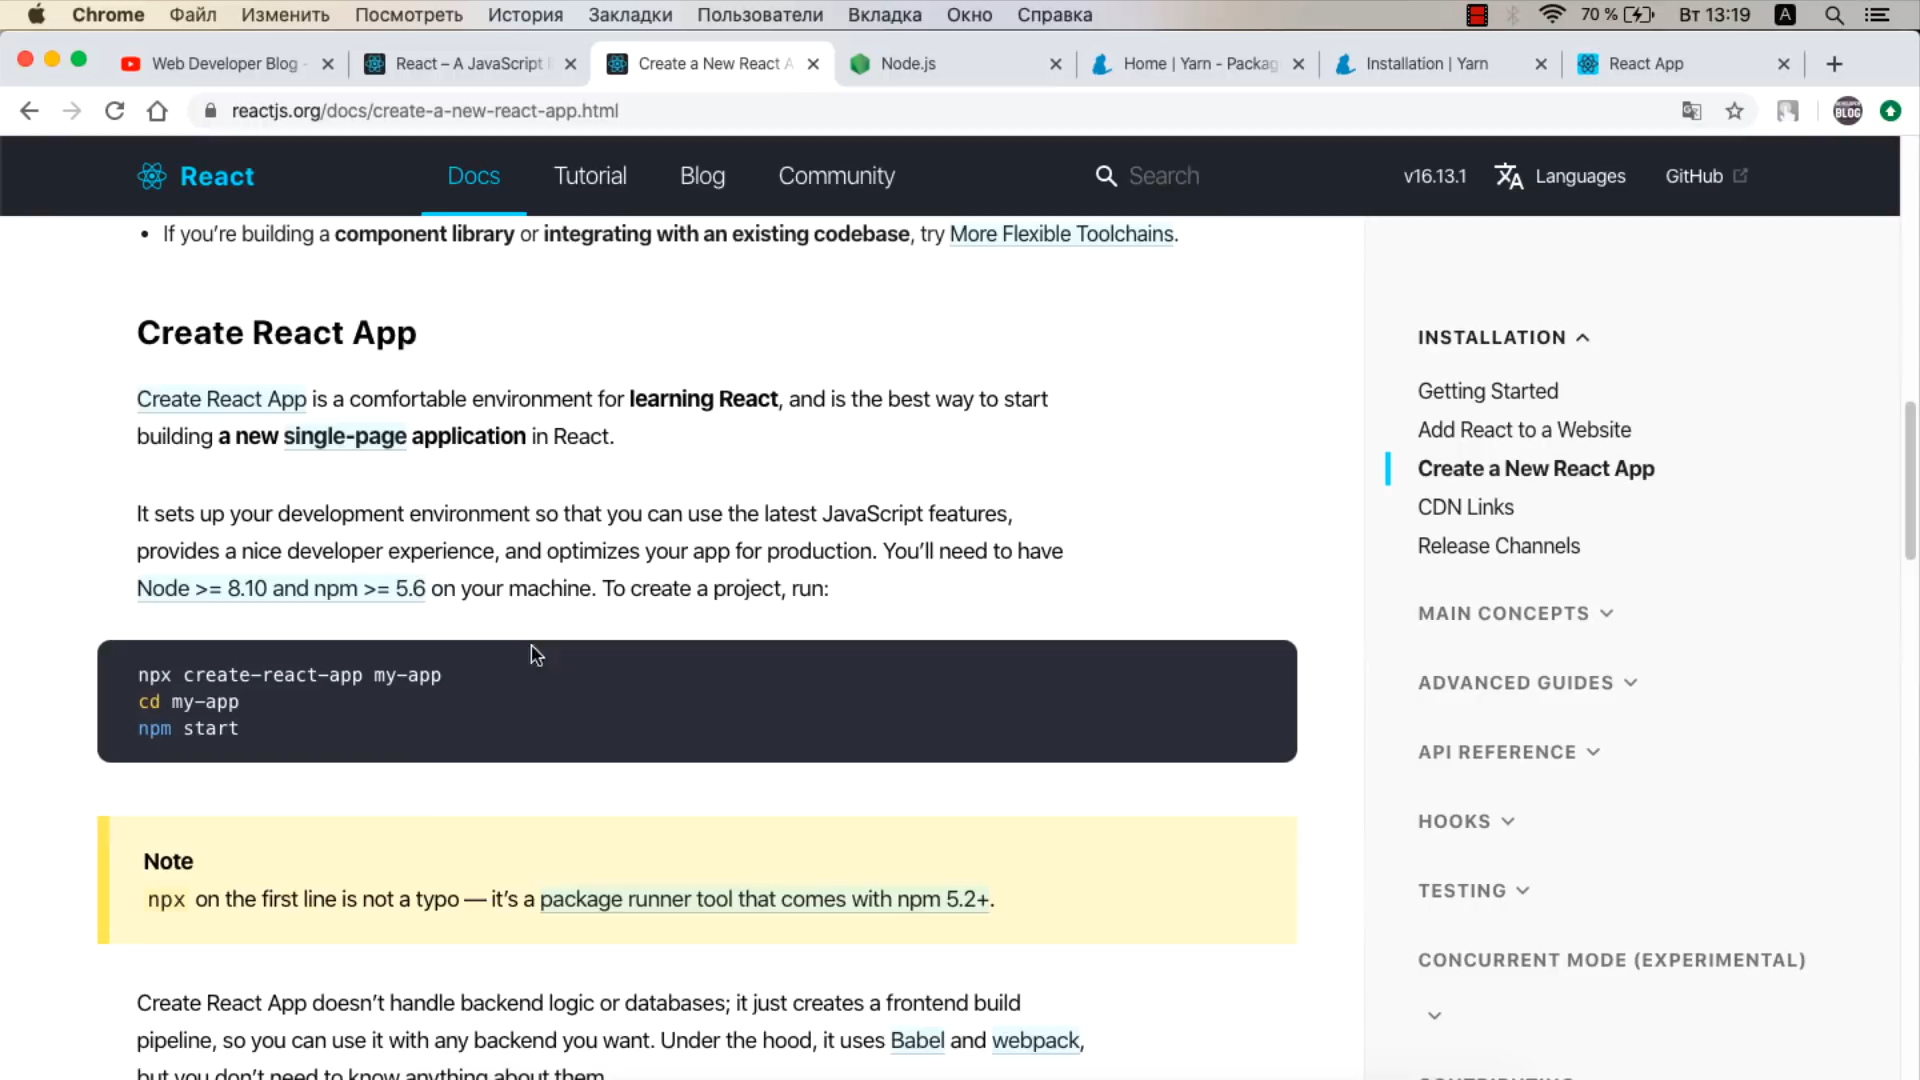 Chrome Файл Изменить Посмотреть История Закладки Пользователи Вкладка Окно Справка 70 % Вт 13:19 A
Web Developer Blog -
React – A JavaScript
Create a New React A
Node.js
Home | Yarn - Packag
Installation | Yarn
React App
reactjs.org/docs/create-a-new-react-app.html
BLOG
React Docs Tutorial Blog Community Search v16.13.1 Languages GitHub
• If you’re building a component library or integrating with an existing codebase, try More Flexible Toolchains.
Create React App
Create React App is a comfortable environment for learning React, and is the best way to start
building a new single-page application in React.
It sets up your development environment so that you can use the latest JavaScript features,
provides a nice developer experience, and optimizes your app for production. You’ll need to have
Node >= 8.10 and npm >= 5.6 on your machine. To create a project, run:
npx create-react-app my-app
cd my-app
npm start
Note
npx on the first line is not a typo — it’s a package runner tool that comes with npm 5.2+.
Create React App doesn’t handle backend logic or databases; it just creates a frontend build
pipeline, so you can use it with any backend you want. Under the hood, it uses Babel and webpack,
but you don’t need to know anything about them.
INSTALLATION
Getting Started
Add React to a Website
Create a New React App
CDN Links
Release Channels
MAIN CONCEPTS
ADVANCED GUIDES
API REFERENCE
HOOKS
TESTING
CONCURRENT MODE (EXPERIMENTAL)
CONTRIBUTING